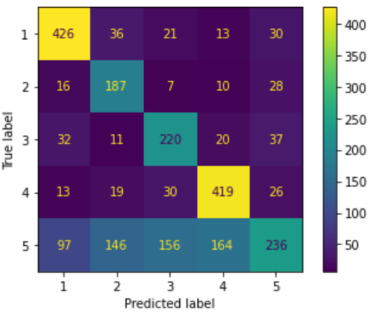 True label
1 426 36 21 13 30
2 16 187 7 10 28
3 32 11 220 20 37
4 13 19 30 419 26
5 97 146 156 164 236
1 2 3 4 5
Predicted label
400
350
300
250
200
150
100
50